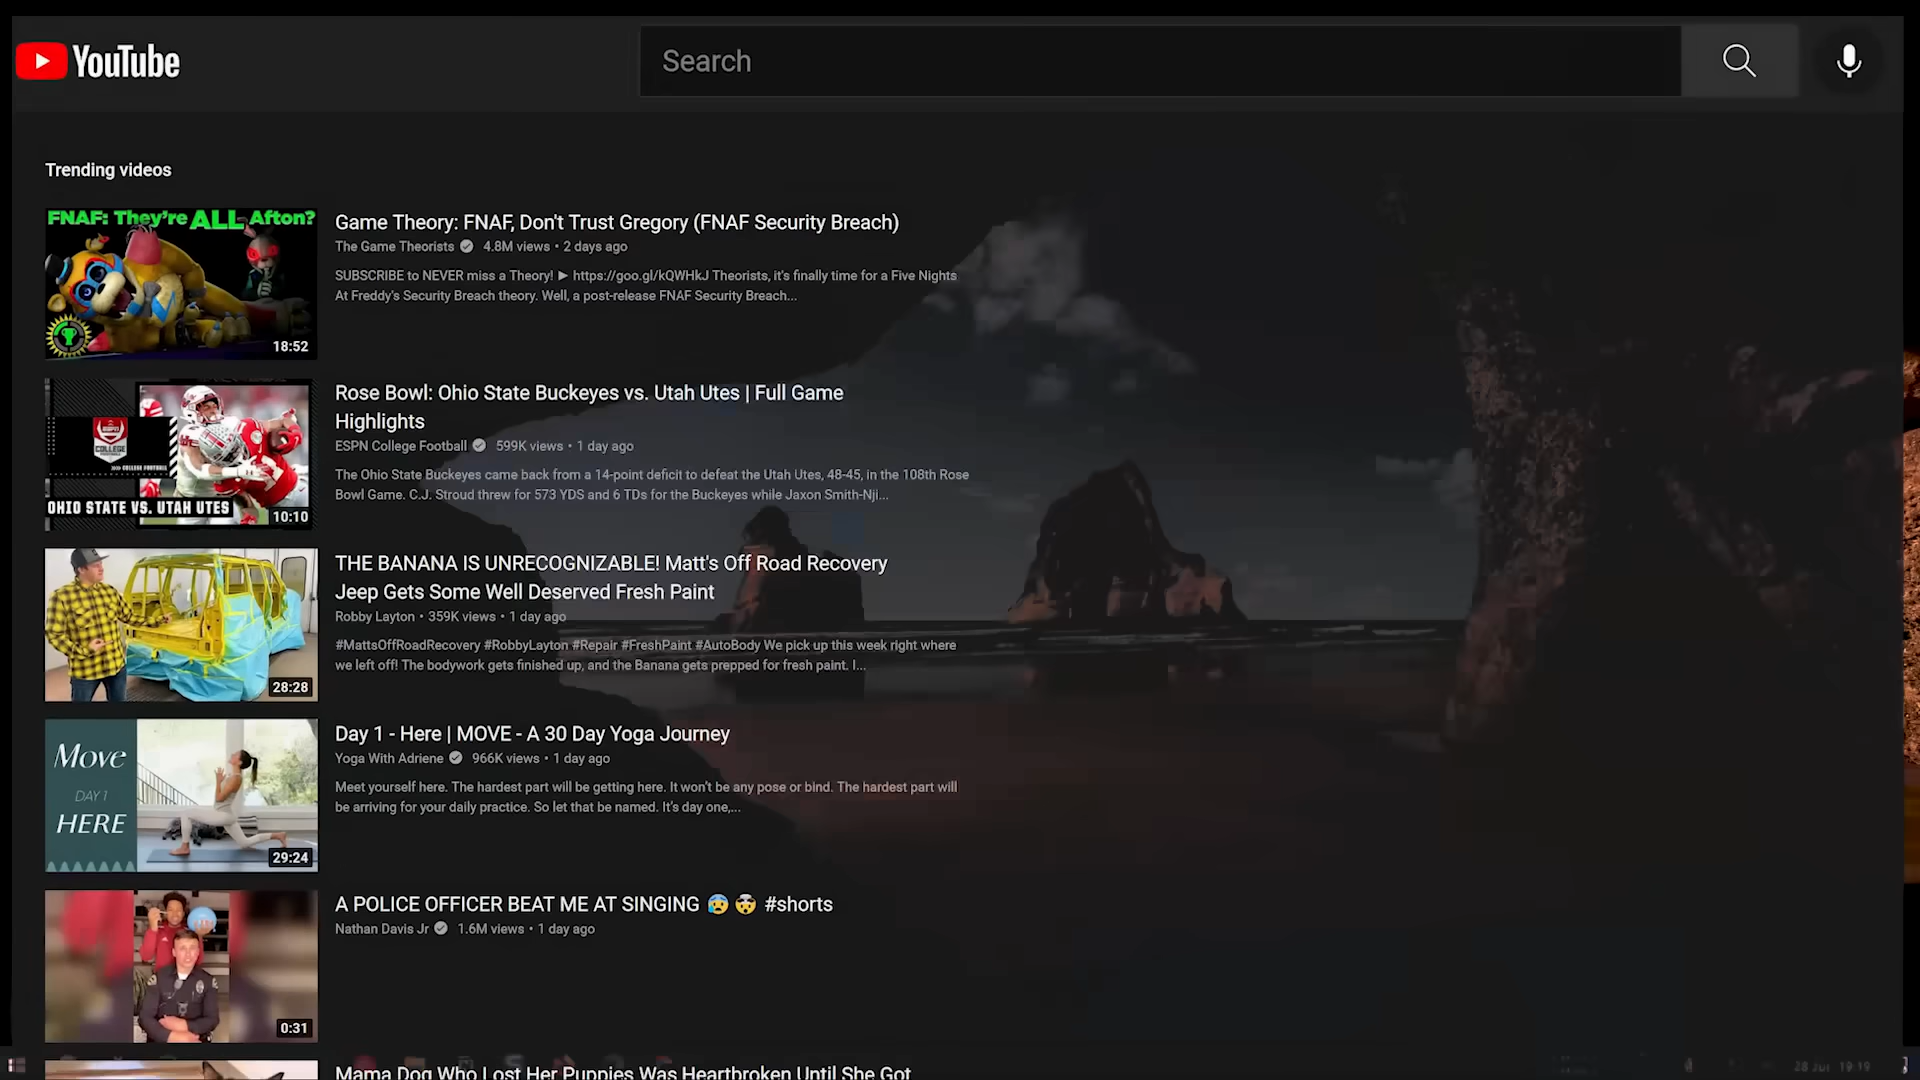 YouTube
Search
Trending videos
FNAF: They're ALL Afton?
18:52
Game Theory: FNAF, Don't Trust Gregory (FNAF Security Breach)
The Game Theorists 4.8M views • 2 days ago
SUBSCRIBE to NEVER miss a Theory! ► https://goo.gl/kQWHkJ Theorists, it's finally time for a Five Nights
At Freddy's Security Breach theory. Well, a post-release FNAF Security Breach...
ESPN
COLLEGE
FOOTBALL
>>> COLLEGE FOOTBALL
OHIO STATE VS. UTAH UTES
10:10
Rose Bowl: Ohio State Buckeyes vs. Utah Utes | Full Game
Highlights
ESPN College Football 599K views • 1 day ago
The Ohio State Buckeyes came back from a 14-point deficit to defeat the Utah Utes, 48-45, in the 108th Rose
Bowl Game. C.J. Stroud threw for 573 YDS and 6 TDs for the Buckeyes while Jaxon Smith-Nji...
28:28
THE BANANA IS UNRECOGNIZABLE! Matt's Off Road Recovery
Jeep Gets Some Well Deserved Fresh Paint
Robby Layton • 359K views • 1 day ago
#MattsOffRoadRecovery #RobbyLayton #Repair #FreshPaint #AutoBody We pick up this week right where
we left off! The bodywork gets finished up, and the Banana gets prepped for fresh paint. I...
Move
DAY 1
HERE
29:24
Day 1 - Here | MOVE - A 30 Day Yoga Journey
Yoga With Adriene 966K views • 1 day ago
Meet yourself here. The hardest part will be getting here. It won't be any pose or bind. The hardest part will
be arriving for your daily practice. So let that be named. It's day one,...
0:31
A POLICE OFFICER BEAT ME AT SINGING 😰 🤯 #shorts
Nathan Davis Jr 1.6M views • 1 day ago
Mama Dog Who Lost Her Puppies Was Heartbroken Until She Got
28 Jul 19:19